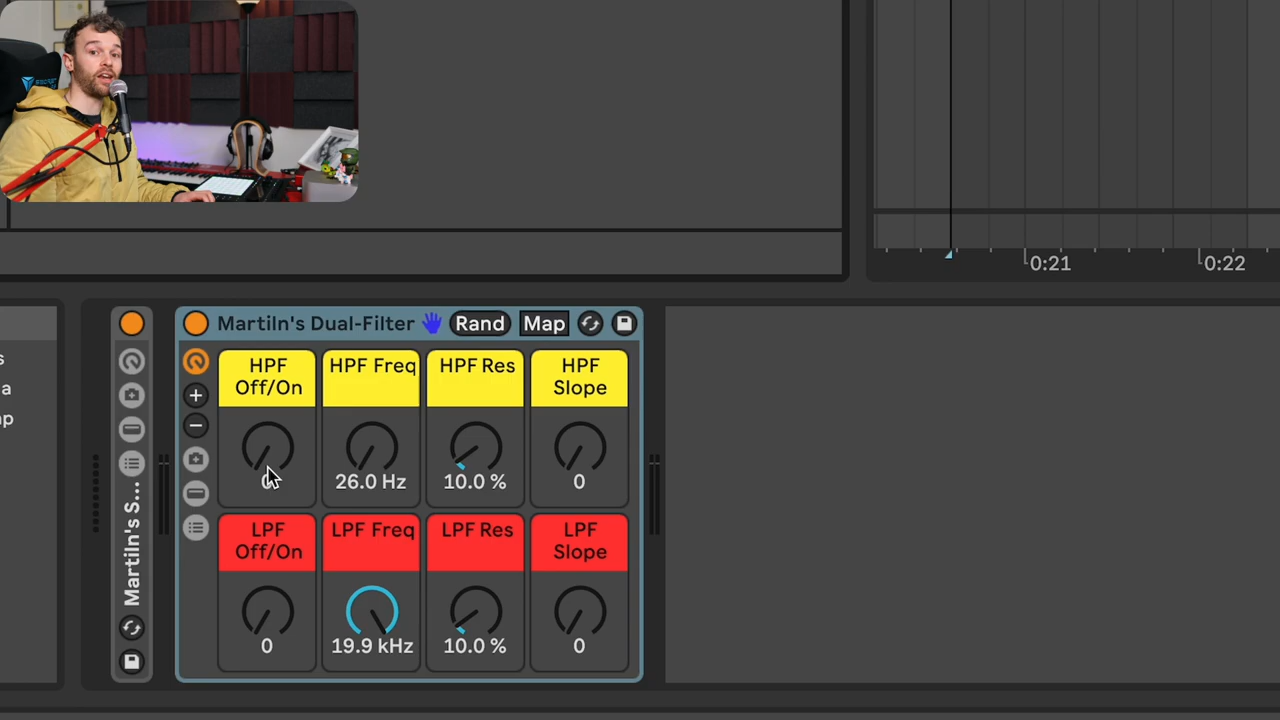 0:21
0:22
s
a
p
Martiln's S...
Martiln's Dual-Filter
Rand
Map
HPF
Off/On
HPF Freq
HPF Res
HPF
Slope
26.0 Hz
10.0 %
0
LPF
Off/On
LPF Freq
LPF Res
LPF
Slope
0
19.9 kHz
10.0 %
0